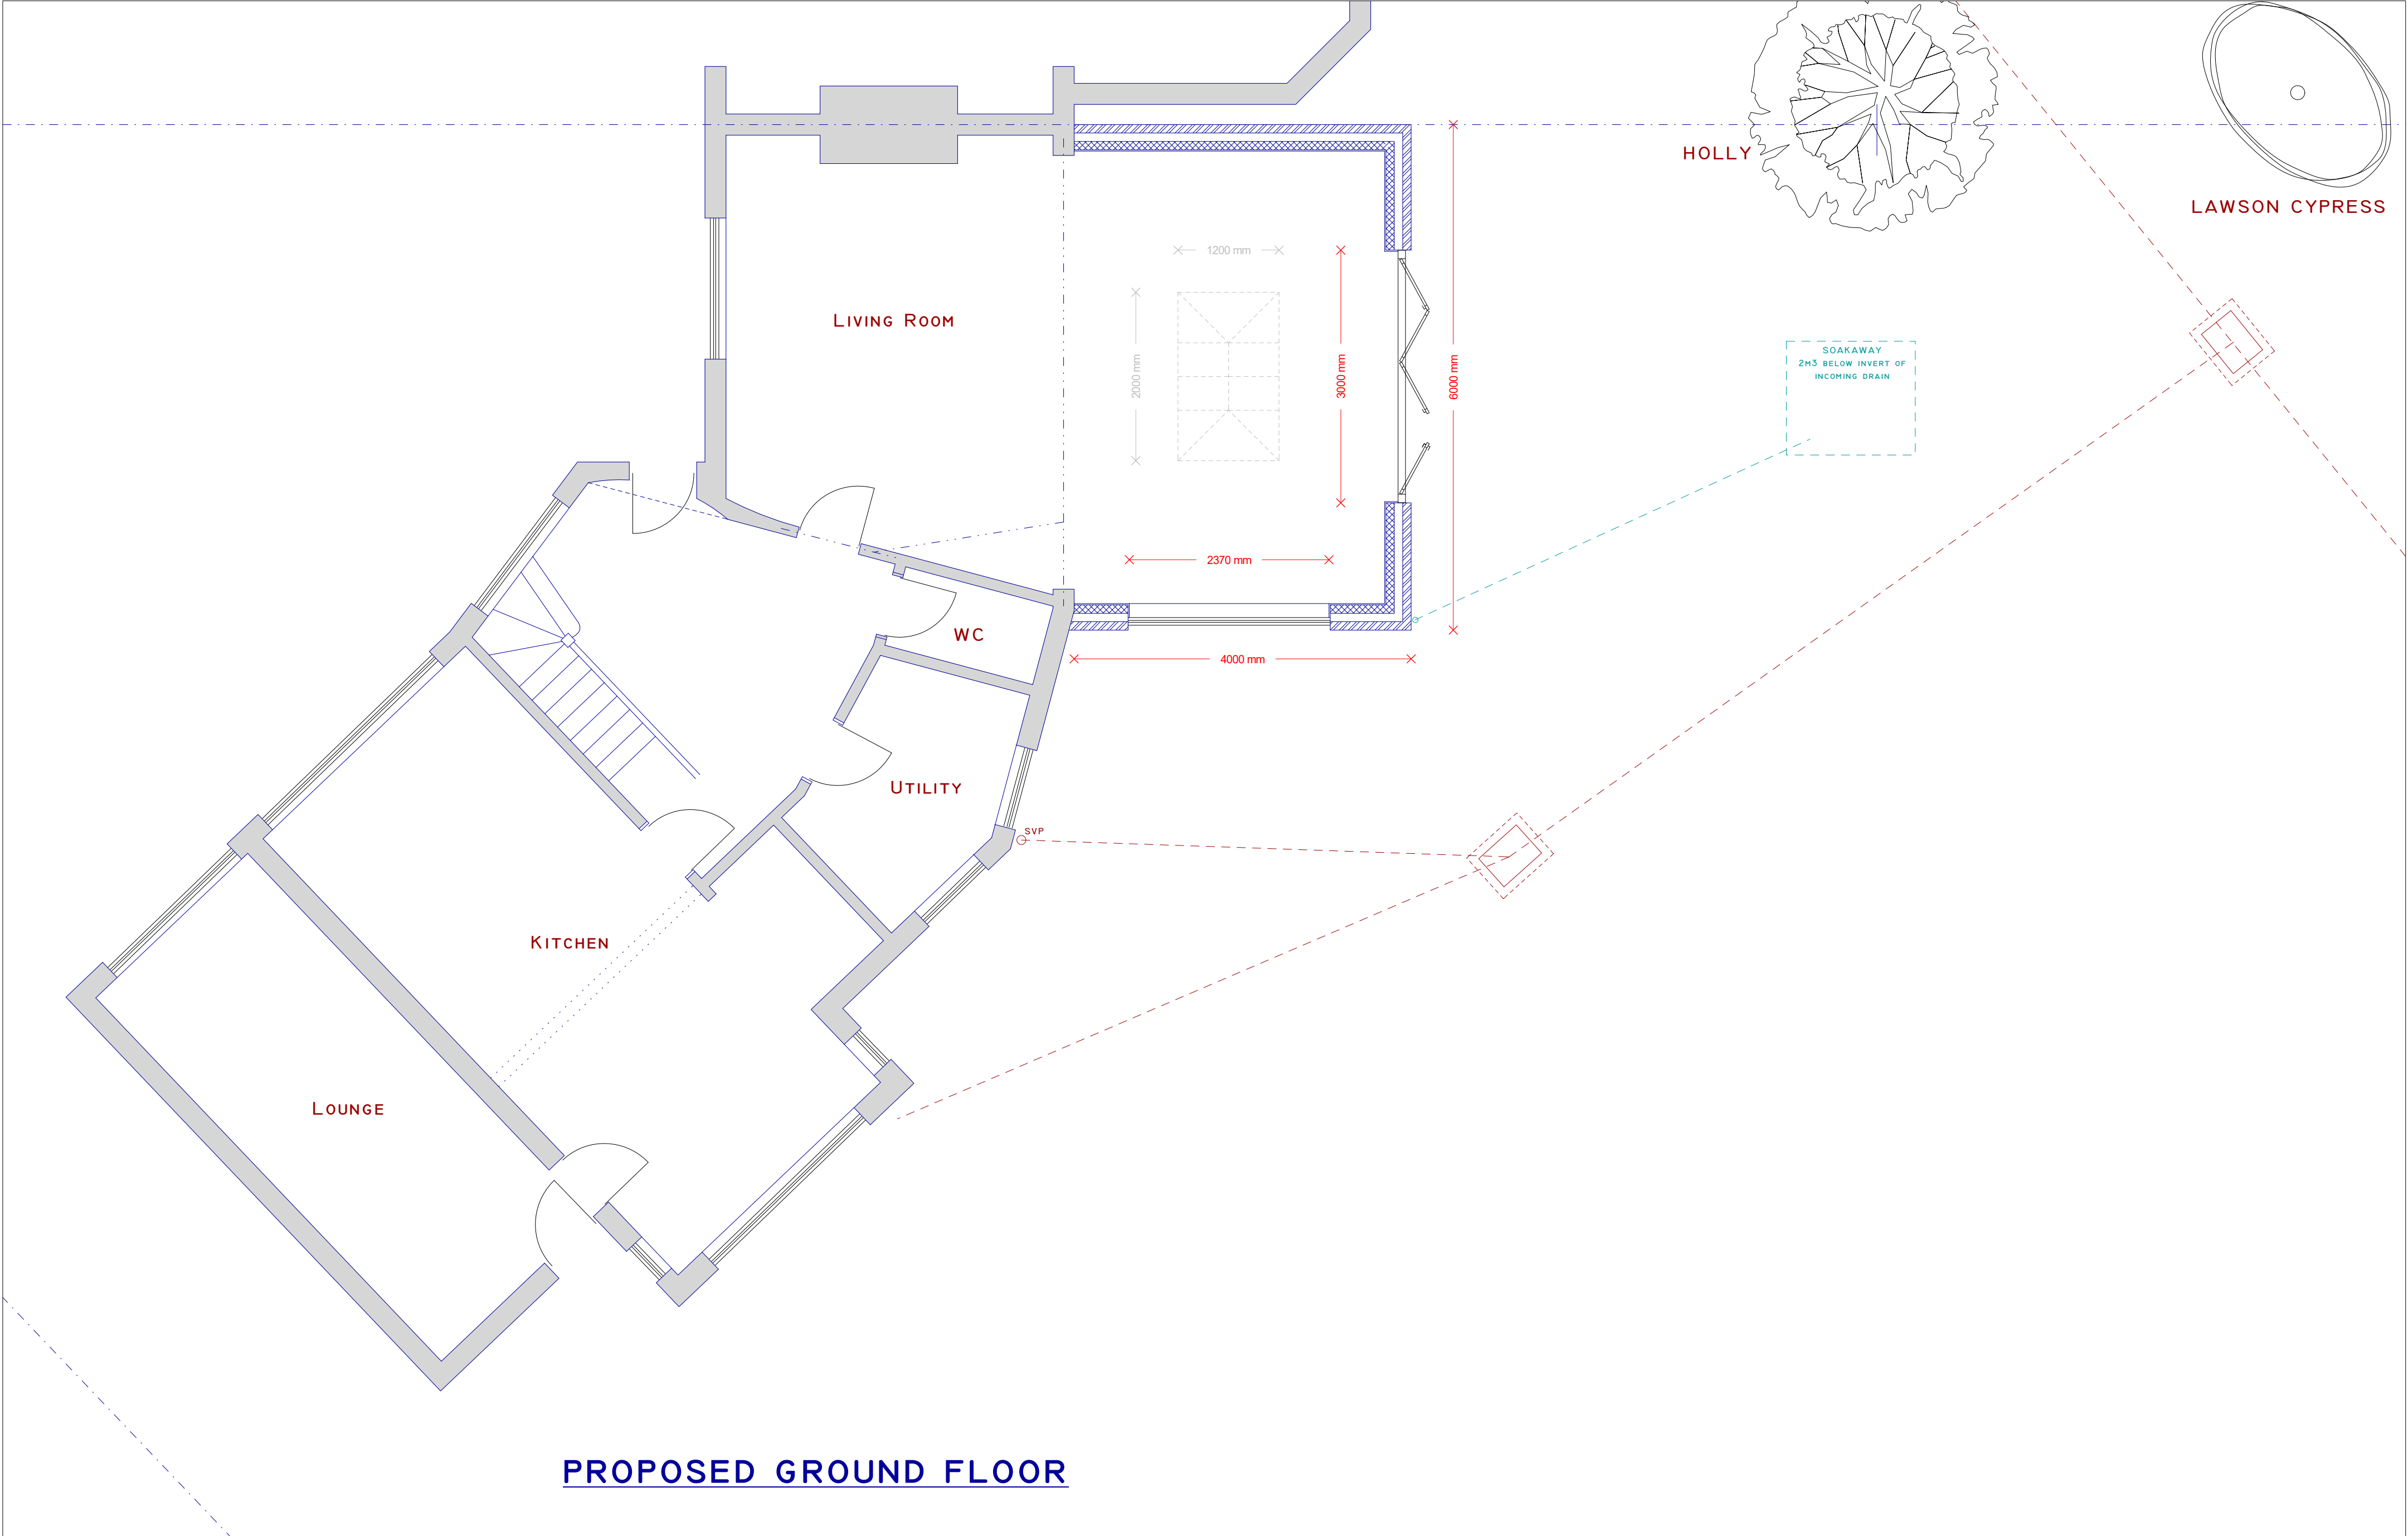 HOLLY
LAWSON CYPRESS
1200 mm
LIVING ROOM
2000 mm
3000 mm
6000 mm
SOAKAWAY
2M3 BELOW INVERT OF
INCOMING DRAIN
2370 mm
WC
4000 mm
UTILITY
SVP
KITCHEN
LOUNGE
PROPOSED GROUND FLOOR